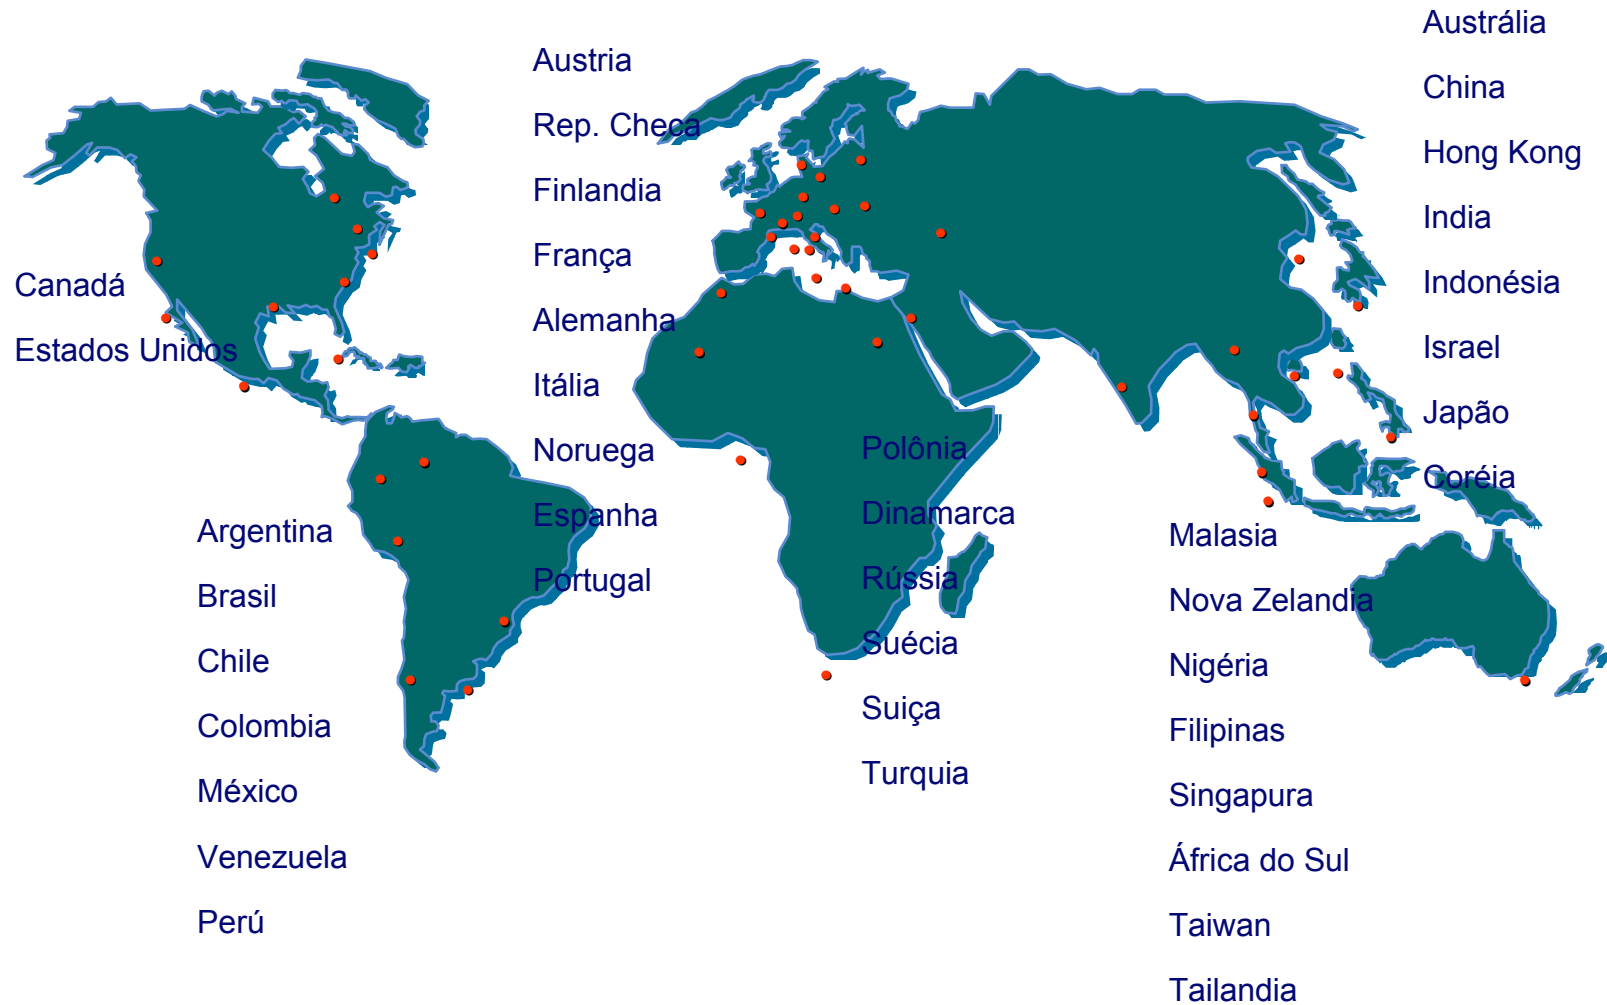 Canadá
Estados Unidos
Argentina
Brasil
Chile
Colombia
México
Venezuela
Perú
Austria
Rep. Checa
Finlandia
França
Alemanha
Itália
Noruega
Espanha
Portugal
Polônia
Dinamarca
Rússia
Suécia
Suiça
Turquia
Austrália
China
Hong Kong
India
Indonésia
Israel
Japão
Coréia
Malasia
Nova Zelandia
Nigéria
Filipinas
Singapura
África do Sul
Taiwan
Tailandia